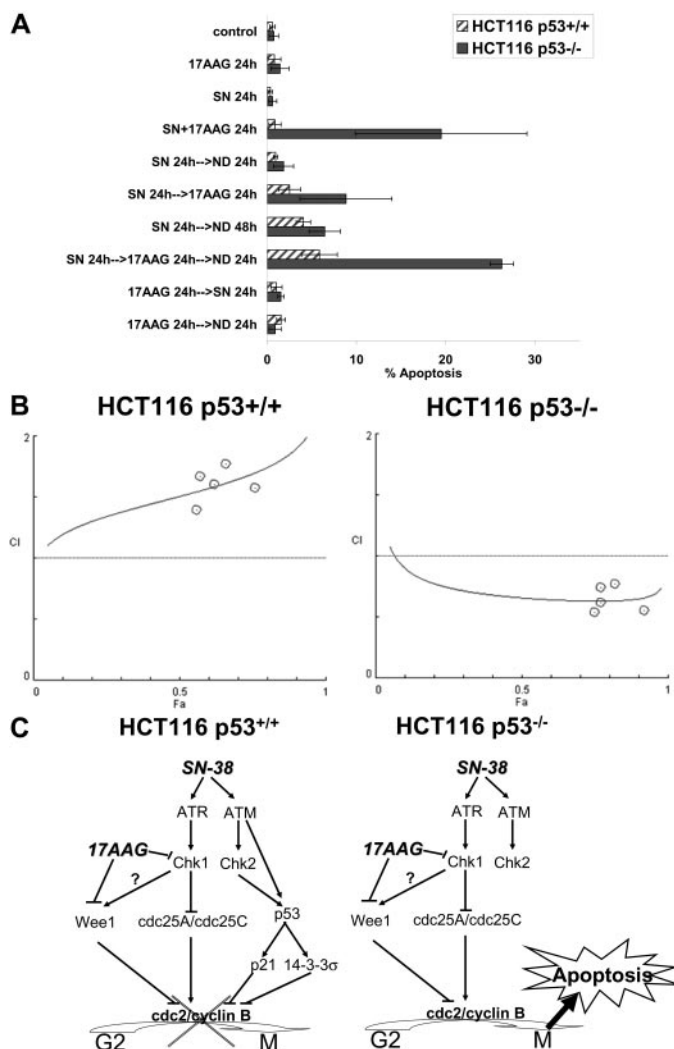 A
HCT116 p53+/+
HCT116 p53-/-
control
17AAG 24h
SN 24h
SN+17AAG 24h
SN 24h-->ND 24h
SN 24h-->17AAG 24h
SN 24h-->ND 48h
SN 24h-->17AAG 24h-->ND 24h
17AAG 24h-->SN 24h
17AAG 24h-->ND 24h
0 10 20 30
% Apoptosis
B
HCT116 p53+/+
2
CI
0
0 0.5 1
Fa
HCT116 p53-/-
2
CI
0
0 0.5 1
Fa
C
HCT116 p53+/+
SN-38
ATR ATM
17AAG
Chk1 Chk2
?
Wee1
cdc25A/cdc25C
p53
p21 14-3-3σ
cdc2/cyclin B
G2 M
HCT116 p53-/-
SN-38
ATR ATM
17AAG
Chk1 Chk2
?
Wee1
cdc25A/cdc25C
Apoptosis
cdc2/cyclin B
G2 M